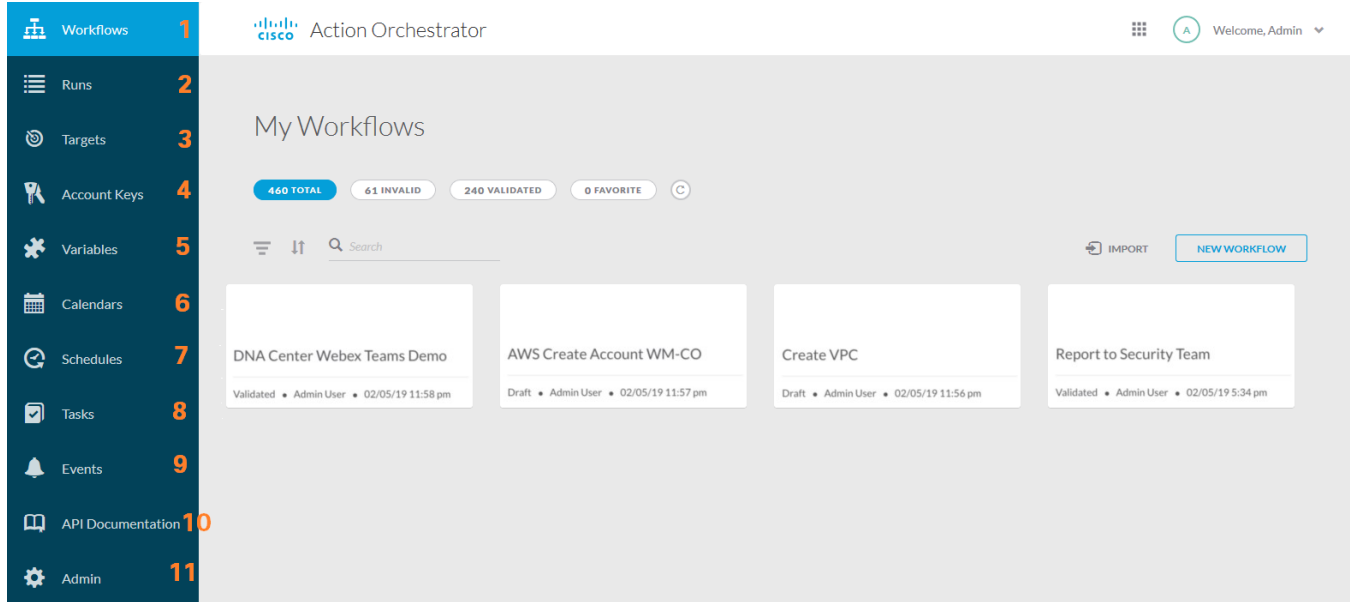 Workflows 1
Runs 2
Targets 3
Account Keys 4
Variables 5
Calendars 6
Schedules 7
Tasks 8
Events 9
API Documentation 10
Admin 11
cisco Action Orchestrator
A Welcome, Admin
My Workflows
460 TOTAL 61 INVALID 240 VALIDATED 0 FAVORITE C
Search IMPORT NEW WORKFLOW
DNA Center Webex Teams Demo
Validated • Admin User • 02/05/19 11:58 pm
AWS Create Account WM-CO
Draft • Admin User • 02/05/19 11:57 pm
Create VPC
Draft • Admin User • 02/05/19 11:56 pm
Report to Security Team
Validated • Admin User • 02/05/19 5:34 pm